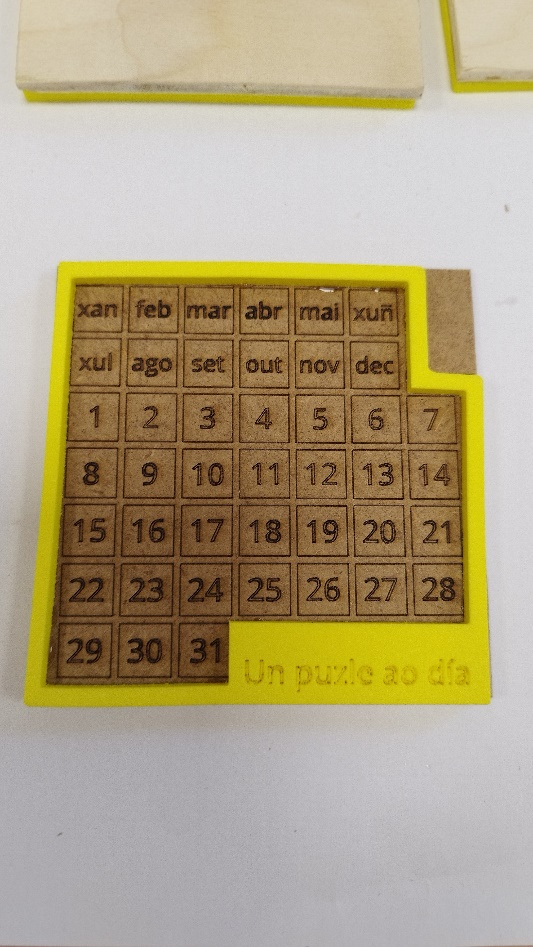 xan feb mar abr mai xuñ
xul ago set out nov dec
1 2 3 4 5 6 7
8 9 10 11 12 13 14
15 16 17 18 19 20 21
22 23 24 25 26 27 28
29 30 31
Un puzle ao día